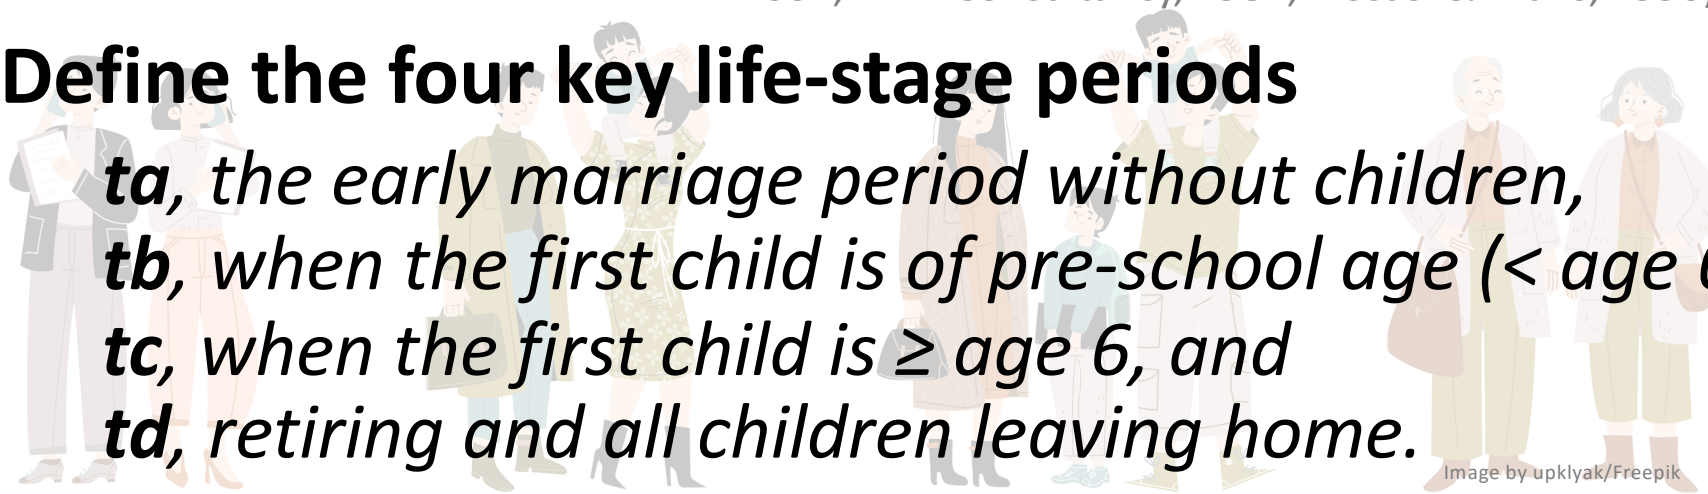 Define the four key life-stage periods
ta, the early marriage period without children,
tb, when the first child is of pre-school age (< age
tc, when the first child is ≥ age 6, and
td, retiring and all children leaving home.
Image by upklyak/Freepik